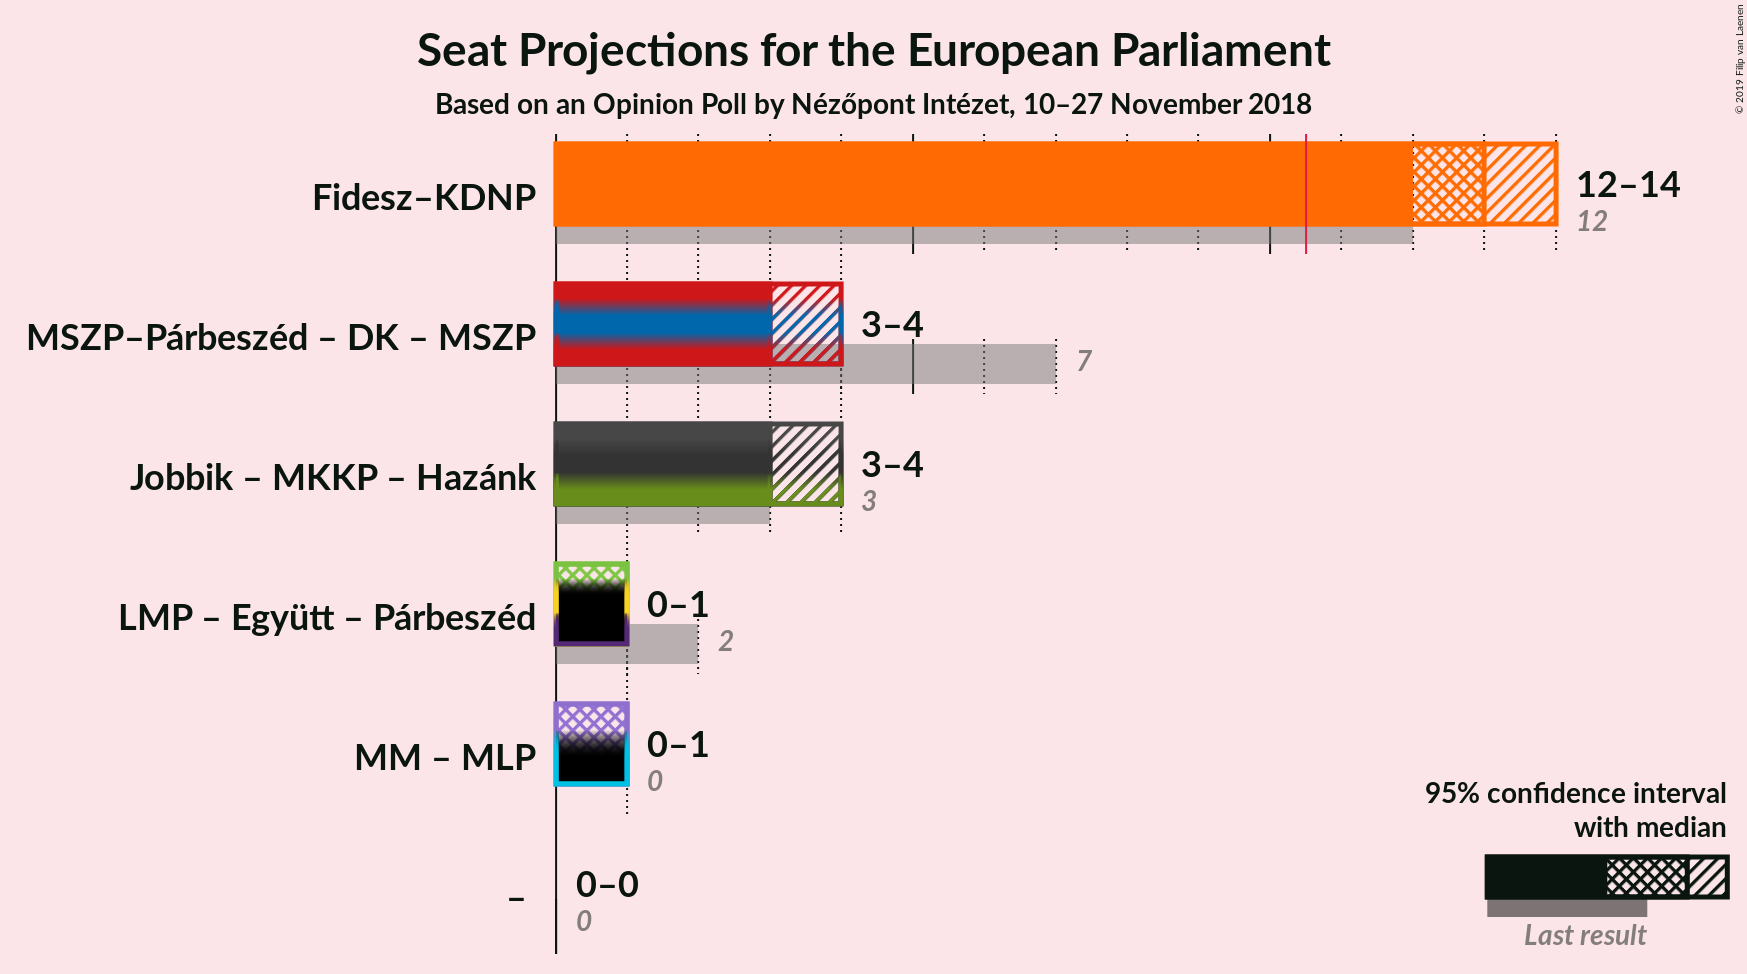 Seat Projections for the European Parliament
Based on an Opinion Poll by Nézőpont Intézet, 10–27 November 2018
© 2019 Filip van Laenen
Fidesz–KDNP
12–14
12
MSZP–Párbeszéd – DK – MSZP
3–4
7
Jobbik – MKKP – Hazánk
3–4
3
LMP – Együtt – Párbeszéd
0–1
2
MM – MLP
0–1
0
–
0–0
0
95% confidence interval
with median
Last result